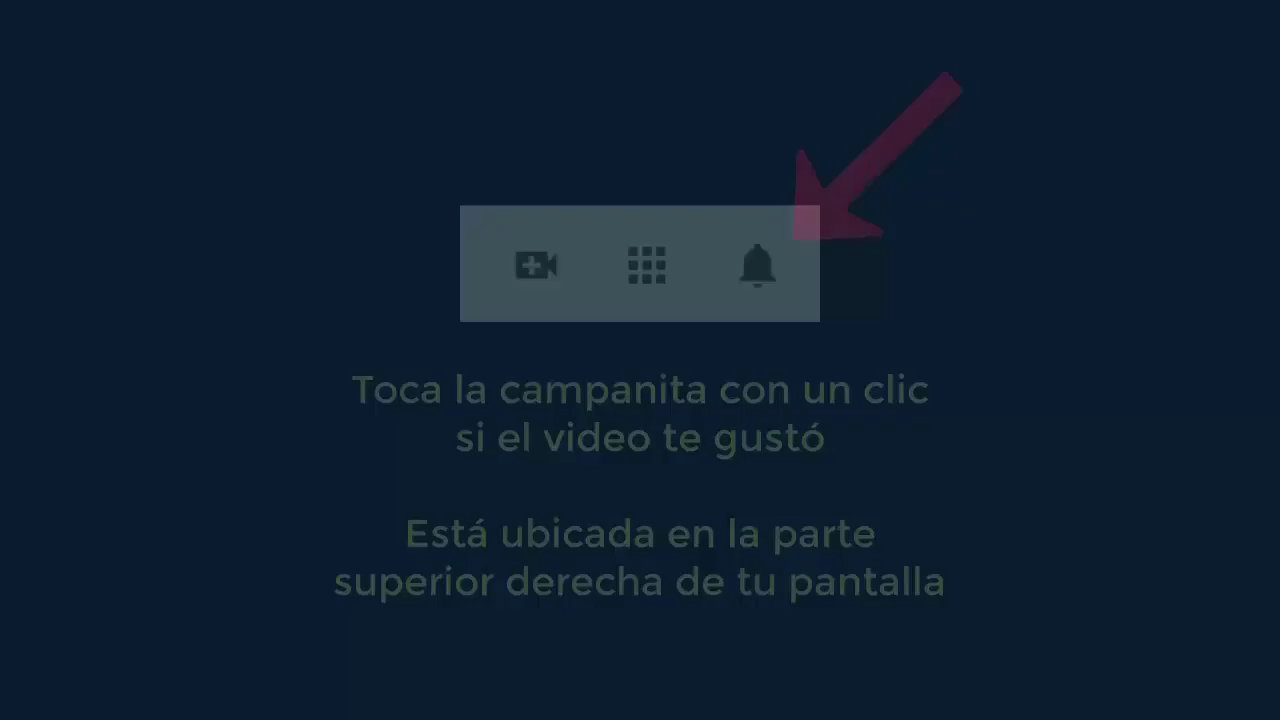 Toca la campanita con un clic
si el video te gustó
Está ubicada en la parte
superior derecha de tu pantalla